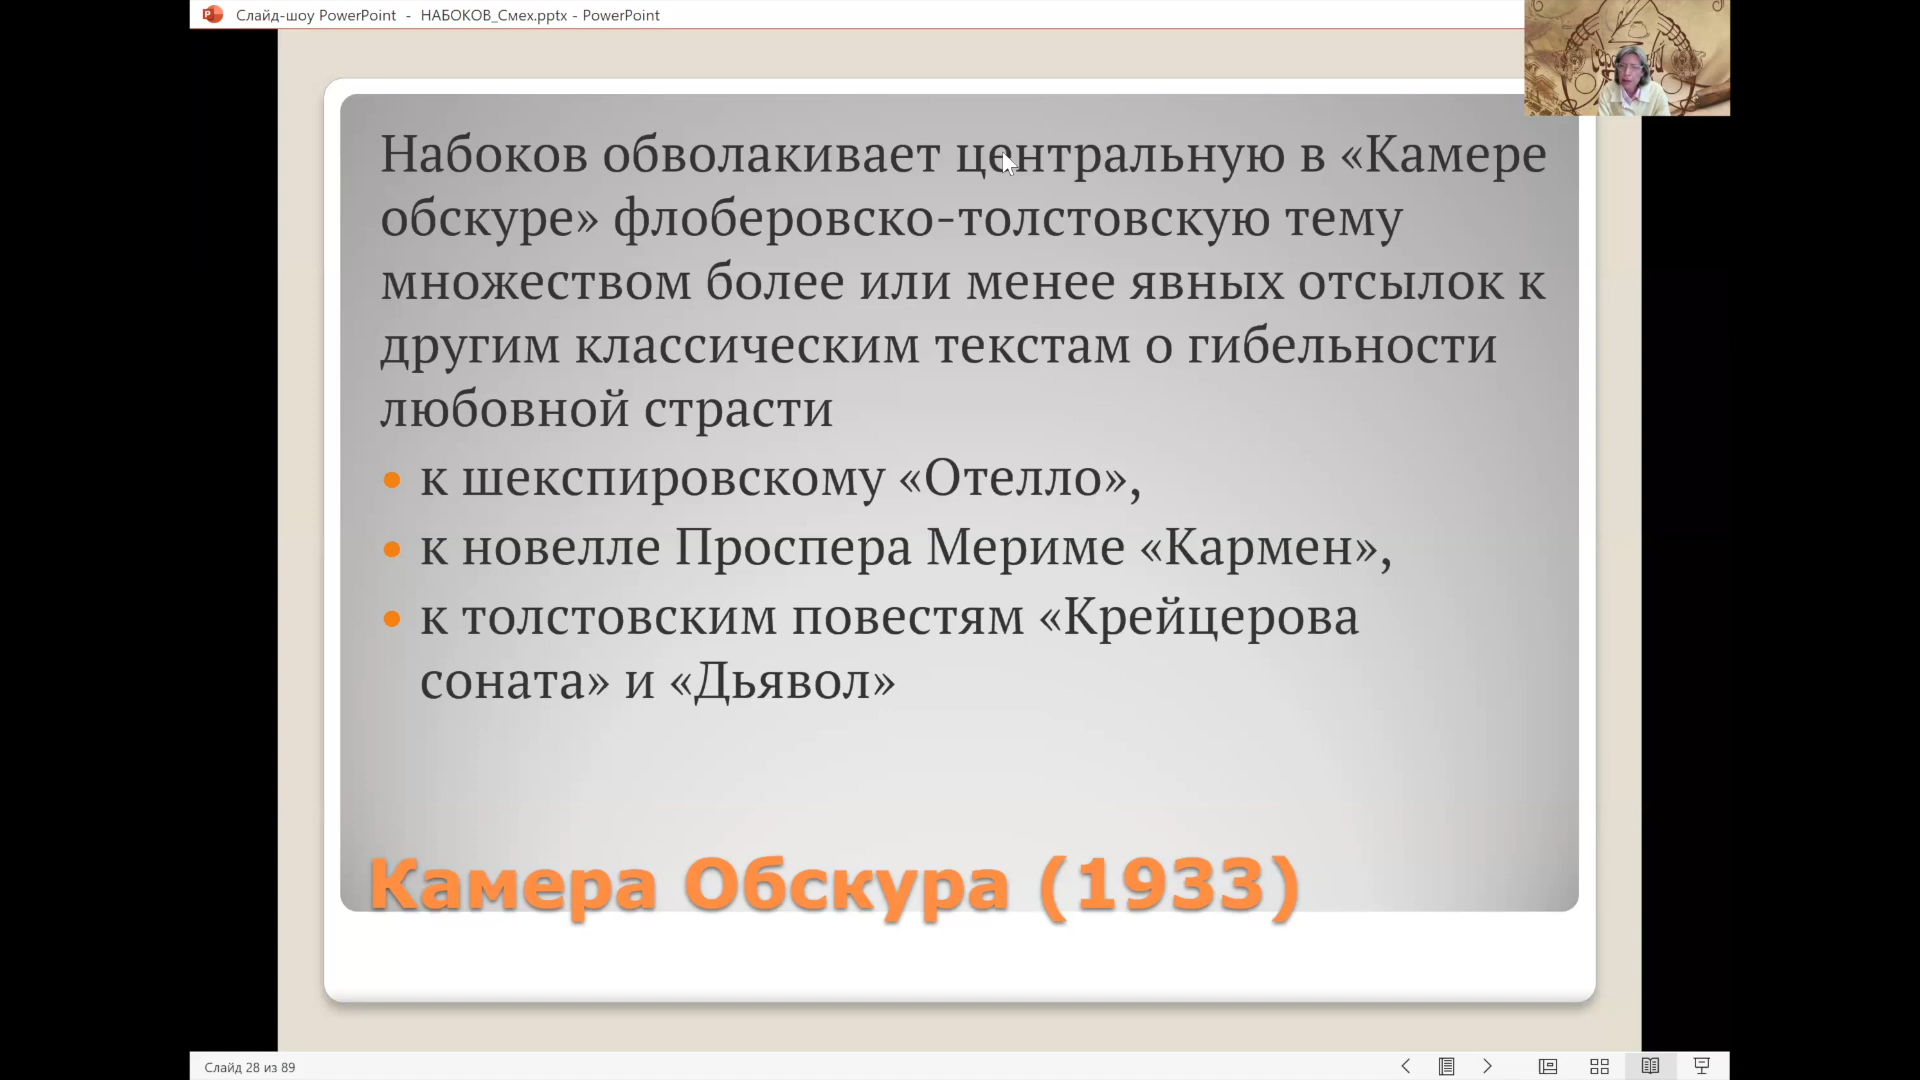 Слайд-шоу PowerPoint - НАБОКОВ_Смех.pptx - PowerPoint
Набоков обволакивает центральную в «Камере
обскуре» флоберовско-толстовскую тему
множеством более или менее явных отсылок к
другим классическим текстам о гибельности
любовной страсти
• к шекспировскому «Отелло»,
• к новелле Проспера Мериме «Кармен»,
• к толстовским повестям «Крейцерова
соната» и «Дьявол»
Камера Обскура (1933)
Слайд 28 из 89